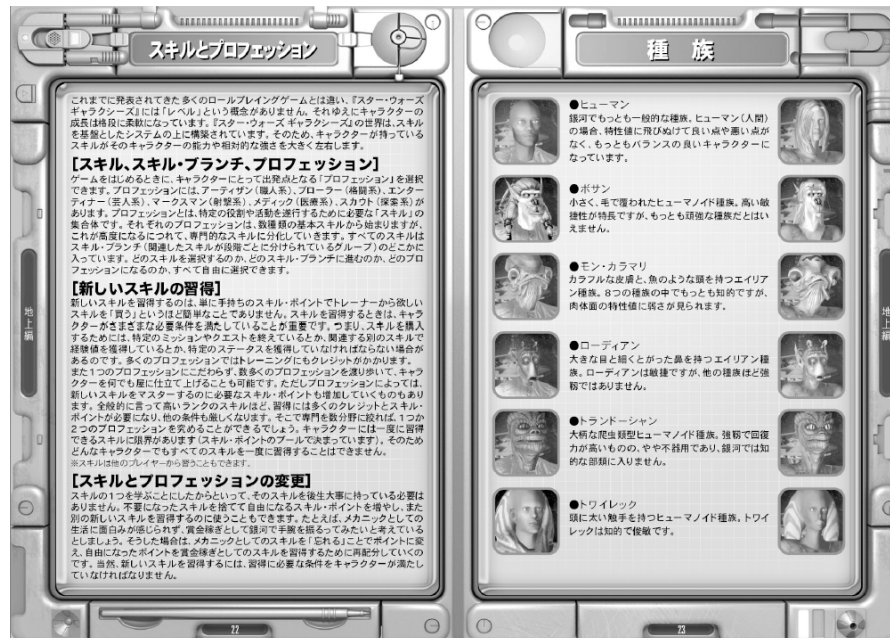 スキルとプロフェッション
これまでに発表されてきた多くのロールプレイングゲームとは違い、『スター・ウォーズ
ギャラクシーズ』には「レベル」という概念がありません。それゆえにキャラクターの
成長は格段に柔軟になっています。『スター・ウォーズ ギャラクシーズ』の世界は、スキル
を基盤としたシステムの上に構築されています。そのため、キャラクターが持っている
スキルがそのキャラクターの能力や相対的な強さを大きく左右します。
[スキル、スキル・ブランチ、プロフェッション]
ゲームをはじめるときに、キャラクターにとって出発点となる「プロフェッション」を選択
できます。プロフェッションには、アーティザン（職人系）、ブローラー（格闘系）、エンター
ティナー（芸人系）、マークスマン（射撃系）、メディック（医療系）、スカウト（探索系）が
あります。プロフェッションとは、特定の役割や活動を遂行するために必要な「スキル」の
集合体です。それぞれのプロフェッションは、数種類の基本スキルから始まりますが、
これが高度になるにつれて、専門的なスキルに分化していきます。すべてのスキルは
スキル・ブランチ（関連したスキルが段階ごとに分けられているグループ）のどこかに
入っています。どのスキルを選択するのか、どのスキル・ブランチに進むのか、どのプロ
フェッションになるのか、すべて自由に選択できます。
[新しいスキルの習得]
新しいスキルを習得するのは、単に手持ちのスキル・ポイントでトレーナーから欲しい
スキルを「買う」というほど簡単なことでありません。スキルを習得するときは、キャラ
クターがさまざまな必要条件を満たしていることが重要です。つまり、スキルを購入
するためには、特定のミッションやクエストを終えているとか、関連する別のスキルで
経験値を獲得しているとか、特定のステータスを獲得していなければならない場合が
あるのです。多くのプロフェッションではトレーニングにもクレジットがかかります。
また1つのプロフェッションにこだわらず、数多くのプロフェッションを渡り歩いて、キャラ
クターを何でも屋に仕立て上げることも可能です。ただしプロフェッションによっては、
新しいスキルをマスターするのに必要なスキル・ポイントも増加していくものもあり
ます。全般的に言って高いランクのスキルほど、習得には多くのクレジットとスキル・
ポイントが必要になり、他の条件も厳しくなります。そこで専門を数分野に絞れば、1つか
2つのプロフェッションを究めることができるでしょう。キャラクターには一度に習得
できるスキルに限界があります（スキル・ポイントのプールで決まっています）。そのため
どんなキャラクターでもすべてのスキルを一度に習得することはできません。
※スキルは他のプレイヤーから習うこともできます。
[スキルとプロフェッションの変更]
スキルの1つを学ぶことにしたからといって、そのスキルを後生大事に持っている必要は
ありません。不要になったスキルを捨てて自由になるスキル・ポイントを増やし、また
別の新しいスキルを習得するのに使うこともできます。たとえば、メカニックとしての
生活に面白みが感じられず、賞金稼ぎとして銀河で手腕を振るってみたいと考えている
としましょう。そうした場合は、メカニックとしてのスキルを「忘れる」ことでポイントに変
え、自由になったポイントを賞金稼ぎとしてのスキルを習得するために再配分していくの
です。当然、新しいスキルを習得するには、習得に必要な条件をキャラクターが満たし
ていなければなりません。
地上編
22
種族
●ヒューマン
銀河でもっとも一般的な種族。ヒューマン（人間）
の場合、特性値に飛びぬけて良い点や悪い点が
なく、もっともバランスの良いキャラクターに
なっています。
●ボサン
小さく、毛で覆われたヒューマノイド種族。高い敏
捷性が特長ですが、もっとも頑強な種族だとはい
えません。
●モン・カラマリ
カラフルな皮膚と、魚のような頭を持つエイリア
ン種族。8つの種族の中でもっとも知的ですが、
肉体面の特性値に弱さが見られます。
●ローディアン
大きな目と細くとがった鼻を持つエイリアン種
族。ローディアンは敏捷ですが、他の種族ほど強
靭ではありません。
●トランドーシャン
大柄な爬虫類型ヒューマノイド種族。強靭で回復
力が高いものの、やや不器用であり、銀河では知
的な部類に入りません。
●トワイレック
頭に太い触手を持つヒューマノイド種族。トワイ
レックは知的で俊敏です。
地上編
23